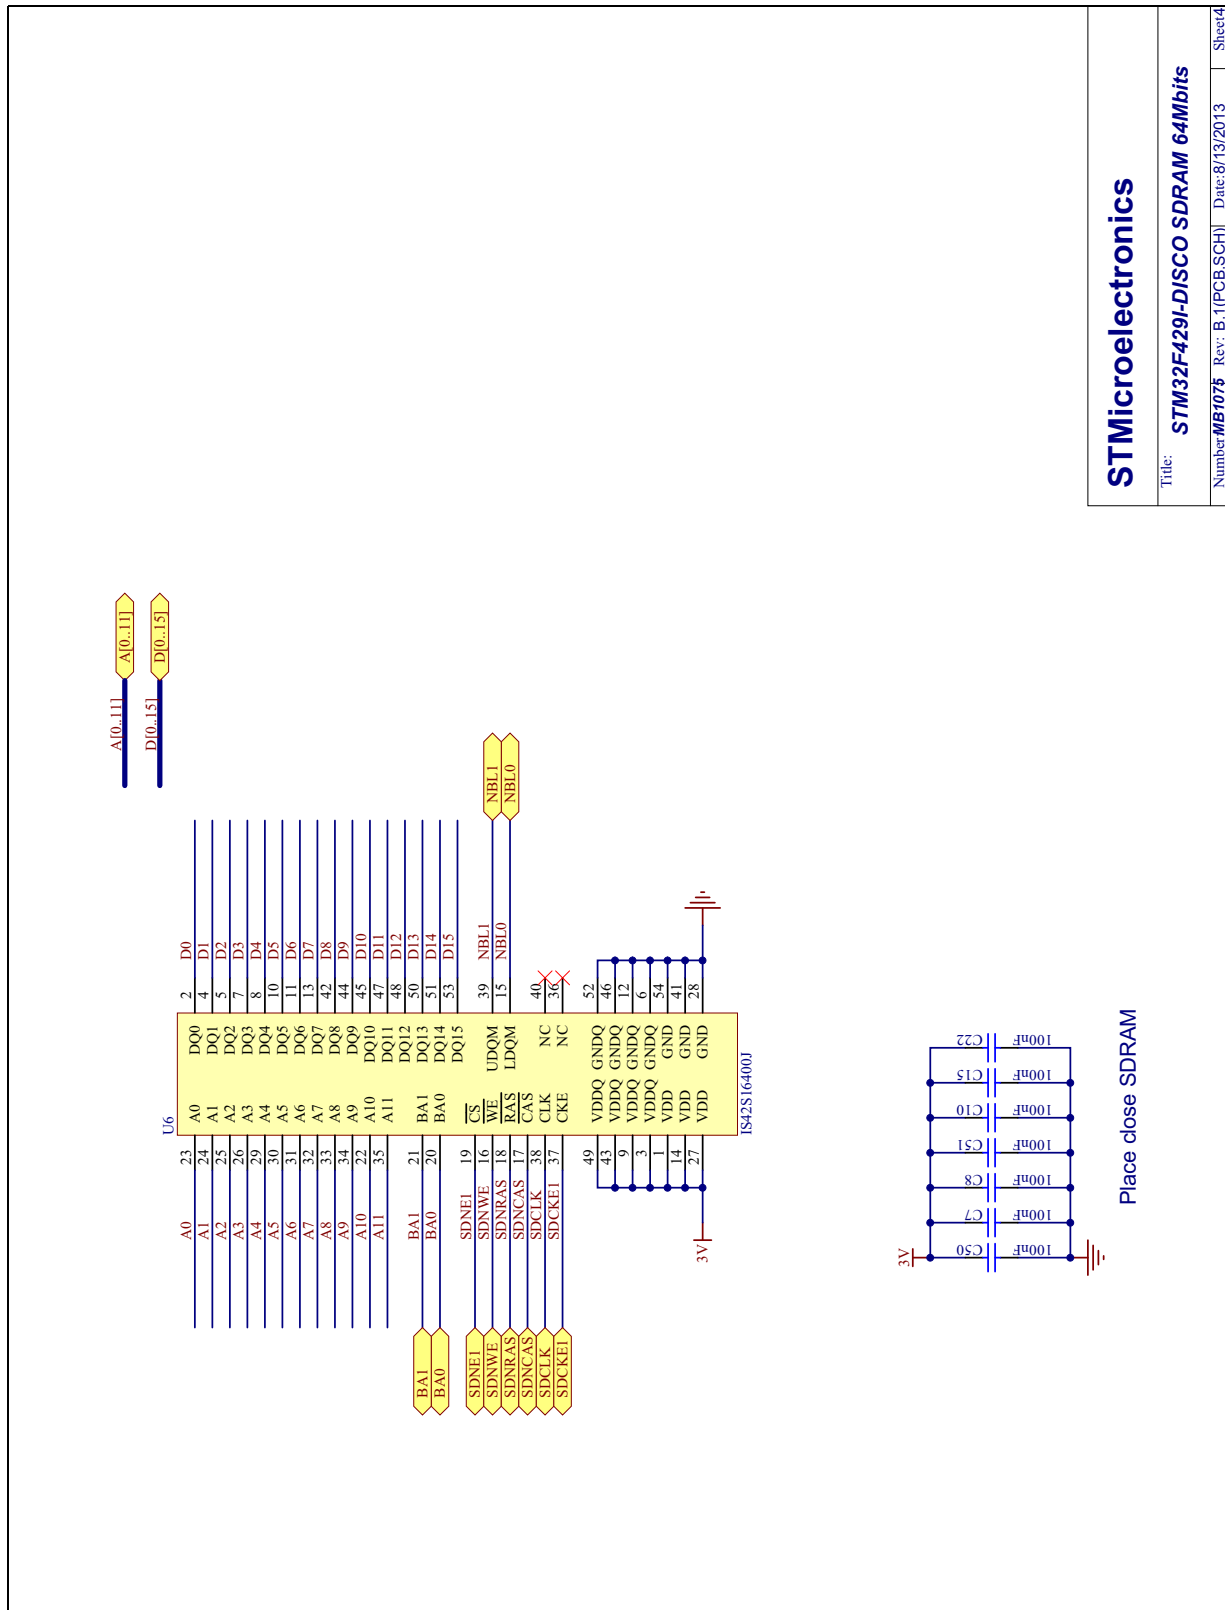 A[0..11] A[0..11]
D[0..15] D[0..15]
U6
A0 23 A0 DQ0 2 D0
A1 24 A1 DQ1 4 D1
A2 25 A2 DQ2 5 D2
A3 26 A3 DQ3 7 D3
A4 29 A4 DQ4 8 D4
A5 30 A5 DQ5 10 D5
A6 31 A6 DQ6 11 D6
A7 32 A7 DQ7 13 D7
A8 33 A8 DQ8 42 D8
A9 34 A9 DQ9 44 D9
A10 22 A10 DQ10 45 D10
A11 35 A11 DQ11 47 D11
DQ12 48 D12
BA1 BA1 21 BA1 DQ13 50 D13
BA0 BA0 20 BA0 DQ14 51 D14
DQ15 53 D15
SDNE1 SDNE1 19 CS
SDNWE SDNWE 16 WE UDQM 39 NBL1 NBL1
SDNRAS SDNRAS 18 RAS LDQM 15 NBL0 NBL0
SDNCAS SDNCAS 17 CAS
SDCLK SDCLK 38 CLK NC 40
SDCKE1 SDCKE1 37 CKE NC 36
49 VDDQ GNDQ 52
43 VDDQ GNDQ 46
9 VDDQ GNDQ 12
3 VDDQ GNDQ 6
1 VDD GND 54
14 VDD GND 41
27 VDD GND 28
3V
IS42S16400J
3V
C50 C7 C8 C51 C10 C15 C22
100nF 100nF 100nF 100nF 100nF 100nF 100nF
Place close SDRAM
STMicroelectronics
Title:
STM32F429I-DISCO SDRAM 64Mbits
Number:MB1075 Rev: B.1(PCB.SCH) Date:8/13/2013 Sheet4